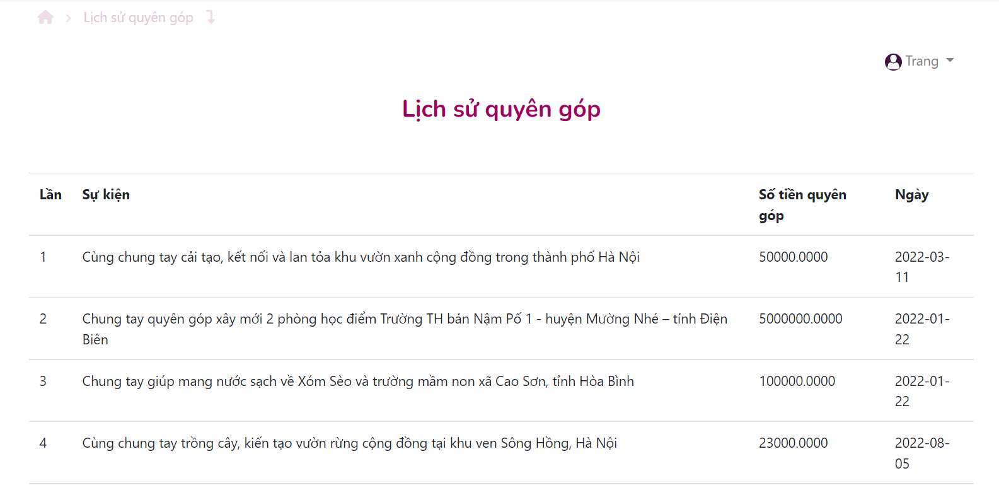 Lịch sử quyên góp
Trang
Lịch sử quyên góp
Lần Sự kiện Số tiền quyên góp Ngày
1 Cùng chung tay cải tạo, kết nối và lan tỏa khu vườn xanh cộng đồng trong thành phố Hà Nội 50000.0000 2022-03-
11
2 Chung tay quyên góp xây mới 2 phòng học điểm Trường TH bản Nậm Pố 1 - huyện Mường Nhé – tỉnh Điện 5000000.0000 2022-01-
Biên 22
3 Chung tay giúp mang nước sạch về Xóm Sèo và trường mầm non xã Cao Sơn, tỉnh Hòa Bình 100000.0000 2022-01-
22
4 Cùng chung tay trồng cây, kiến tạo vườn rừng cộng đồng tại khu ven Sông Hồng, Hà Nội 23000.0000 2022-08-
05